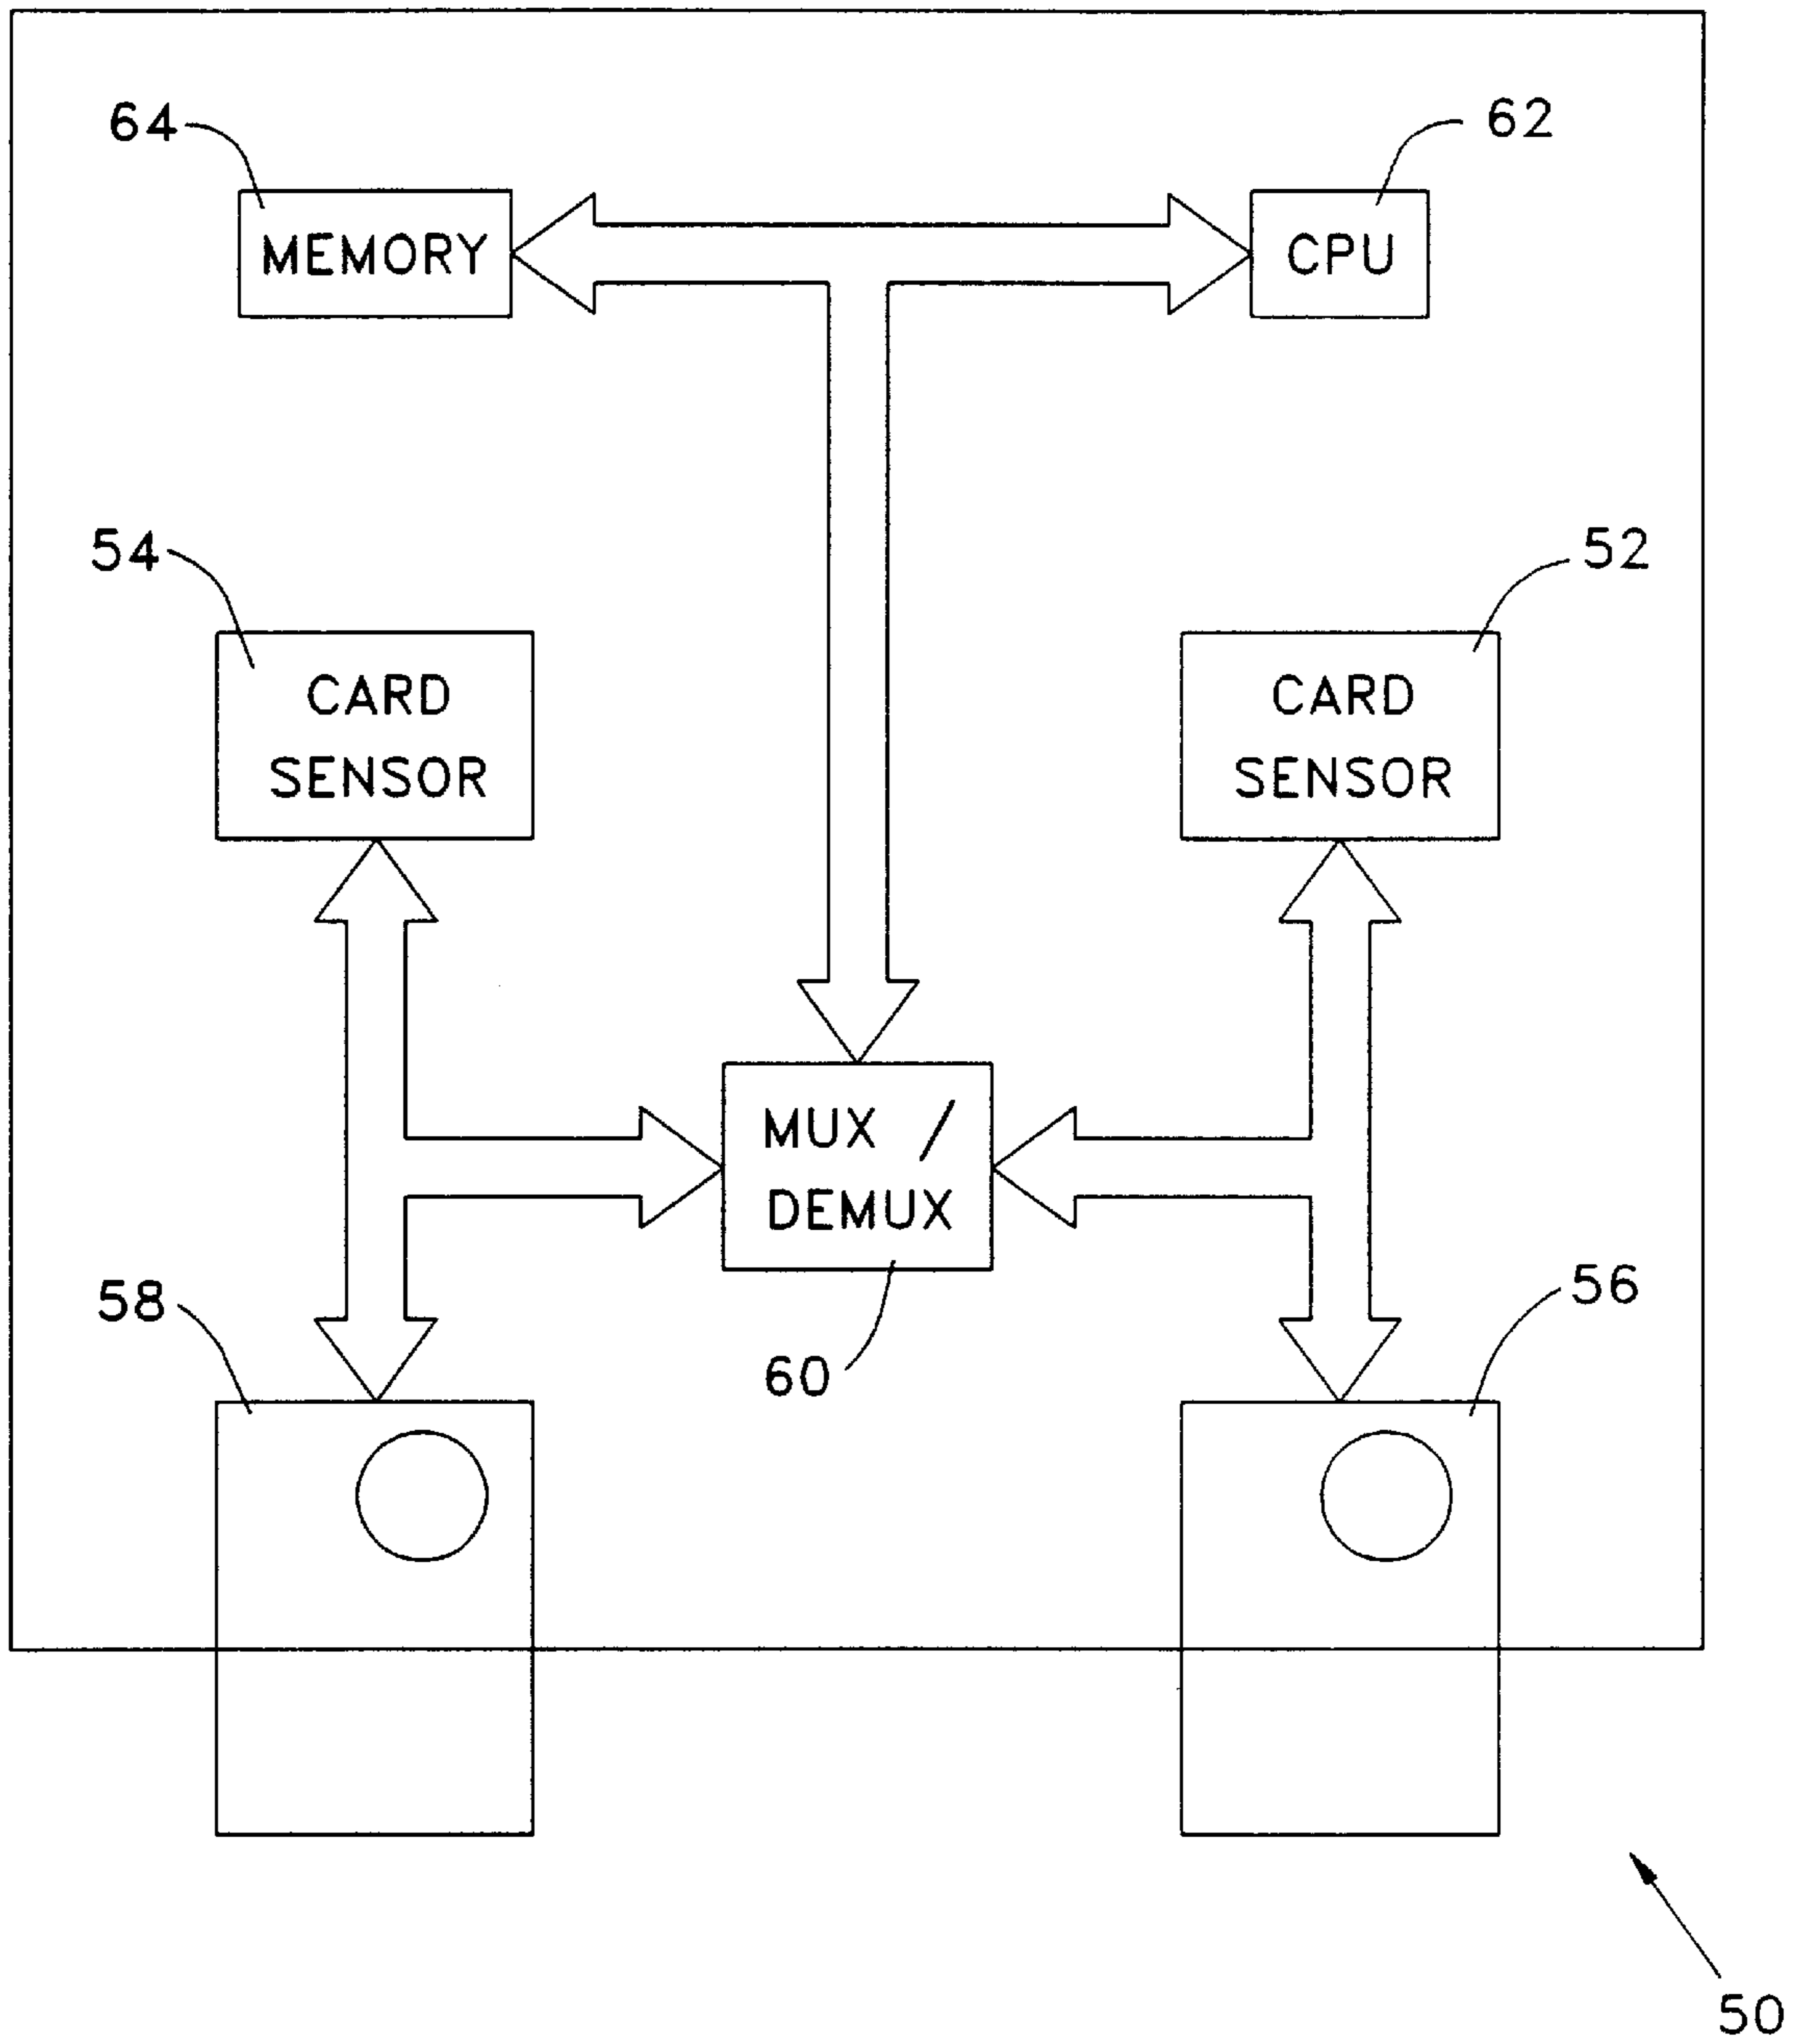 64
62
MEMORY
CPU
54
52
CARD
SENSOR
CARD
SENSOR
MUX /
DEMUX
58
56
60
50